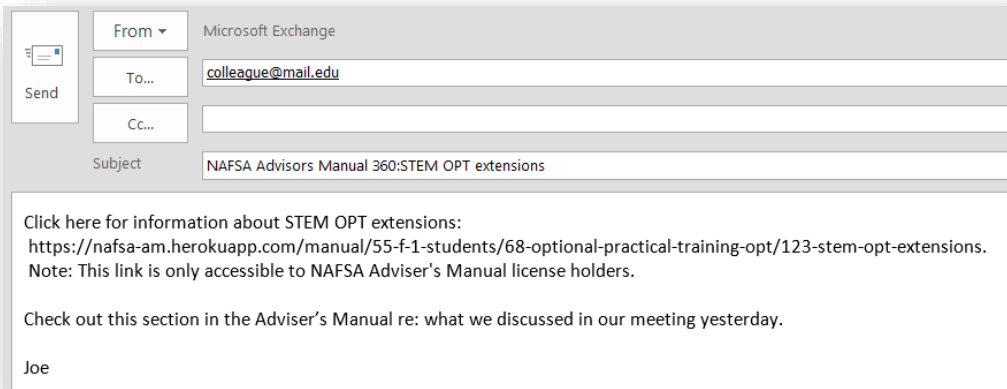 From
Microsoft Exchange
Send
To...
colleague@mail.edu
Cc...
Subject
NAFSA Advisors Manual 360:STEM OPT extensions
Click here for information about STEM OPT extensions:
https://nafsa-am.herokuapp.com/manual/55-f-1-students/68-optional-practical-training-opt/123-stem-opt-extensions.
Note: This link is only accessible to NAFSA Adviser's Manual license holders.
Check out this section in the Adviser’s Manual re: what we discussed in our meeting yesterday.
Joe